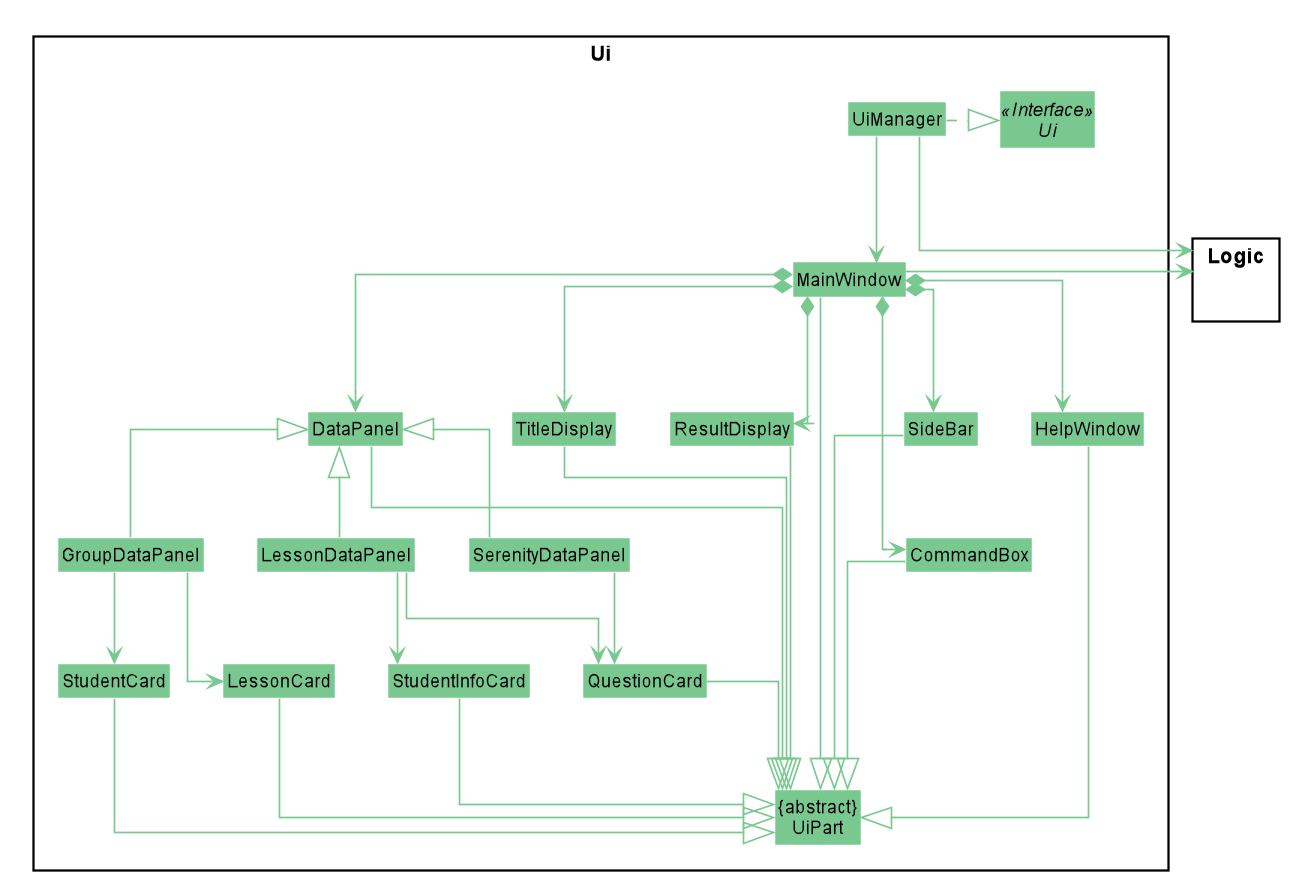 Ui
UiManager
«Interface»
Ui
Logic
MainWindow
DataPanel
TitleDisplay
ResultDisplay
SideBar
HelpWindow
GroupDataPanel
LessonDataPanel
SerenityDataPanel
CommandBox
StudentCard
LessonCard
StudentInfoCard
QuestionCard
{abstract}
UiPart